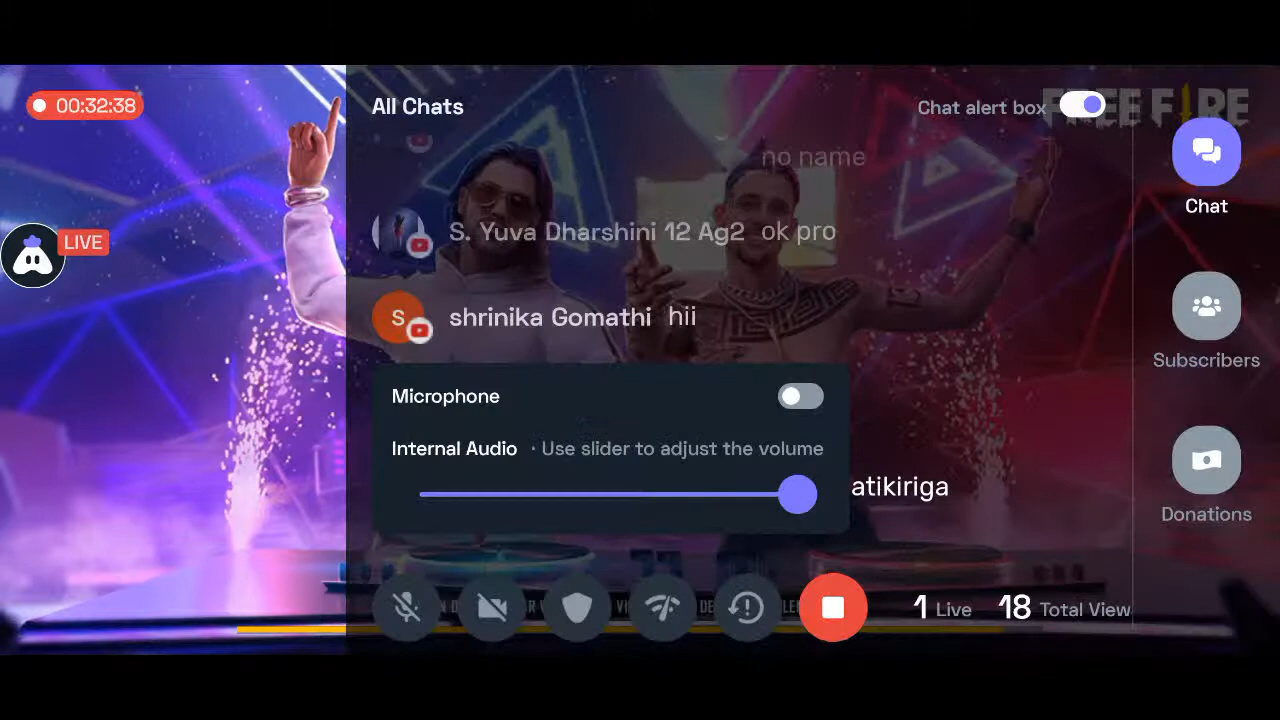 00:32:38
All Chats
Chat alert box
FREE FIRE
no name
Chat
S. Yuva Dharshini 12 Ag2 ok pro
LIVE
S
shrinika Gomathi hii
Subscribers
Microphone
Internal Audio · Use slider to adjust the volume
atikiriga
Donations
1 Live 18 Total View